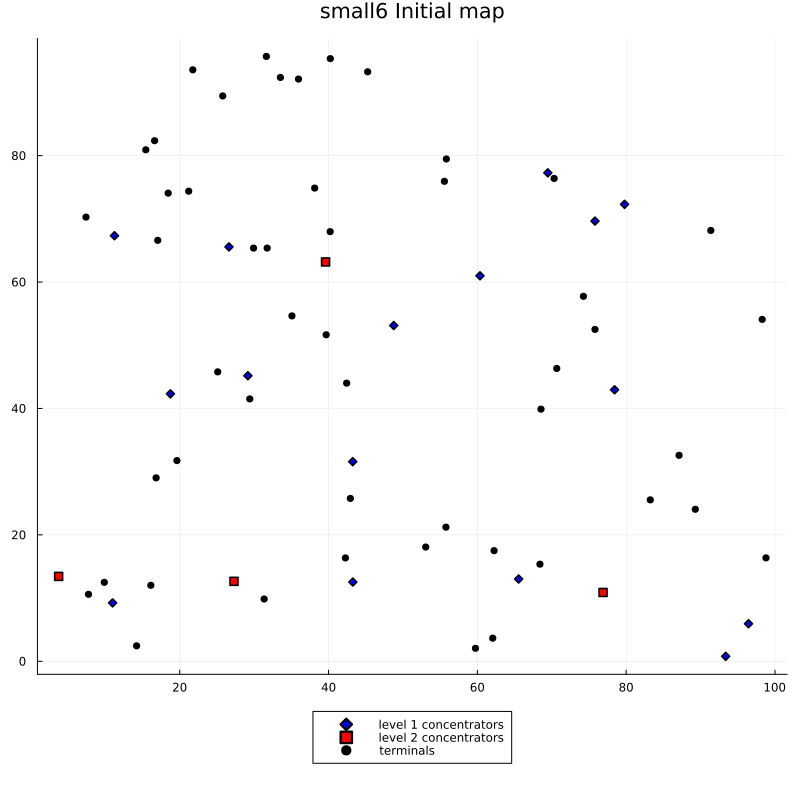 small6 Initial map
80
60
40
20
0
20 40 60 80 100
level 1 concentrators
level 2 concentrators
terminals